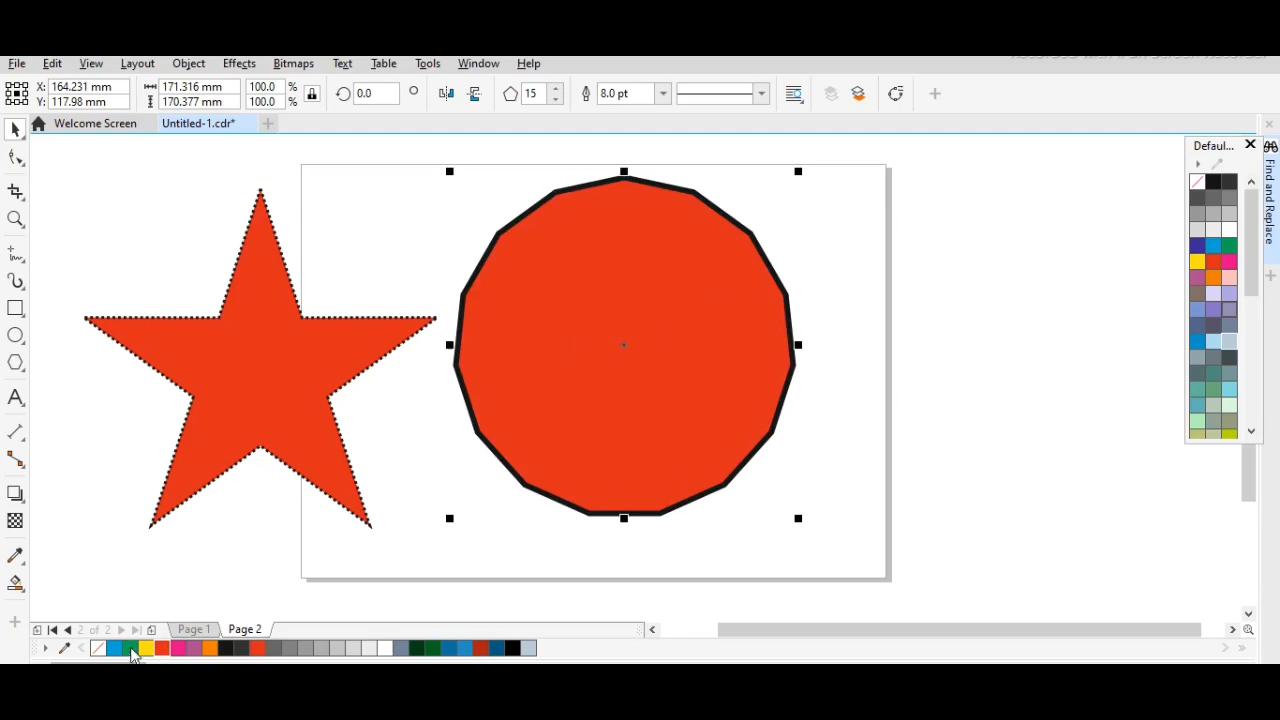 File Edit View Layout Object Effects Bitmaps Text Table Tools Window Help
X: 164.231 mm 171.316 mm 100.0 % 0.0 ° 15 8.0 pt
Y: 117.98 mm 170.377 mm 100.0 %
Welcome Screen Untitled-1.cdr*
Defaul...
Find and Replace
2 of 2 Page 1 Page 2